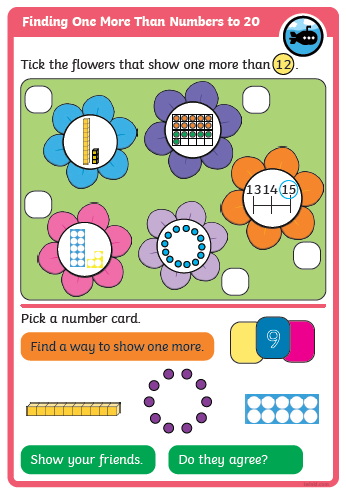 Finding One More Than Numbers to 20
Tick the flowers that show one more than 12.
13 14 15
Pick a number card.
Find a way to show one more.
9
Show your friends.
Do they agree?